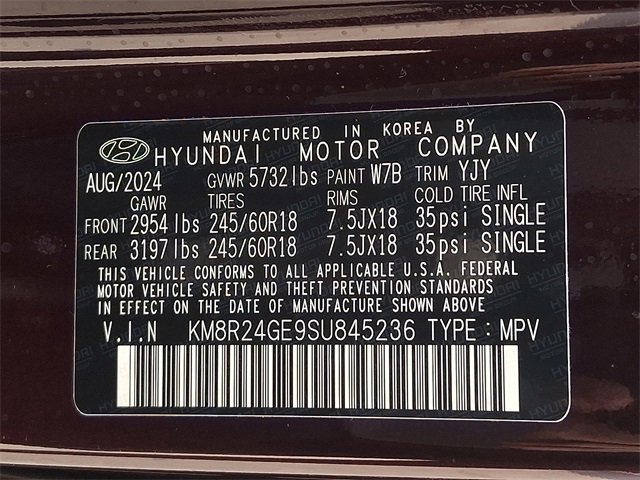 MANUFACTURED IN KOREA BY
HYUNDAI MOTOR COMPANY
AUG/2024 GVWR 5732lbs PAINT W7B TRIM YJY
GAWR TIRES RIMS COLD TIRE INFL
FRONT 2954lbs 245/60R18 7.5JX18 35psi SINGLE
REAR 3197lbs 245/60R18 7.5JX18 35psi SINGLE
THIS VEHICLE CONFORMS TO ALL APPLICABLE U.S.A. FEDERAL
MOTOR VEHICLE SAFETY AND THEFT PREVENTION STANDARDS
IN EFFECT ON THE DATE OF MANUFACTURE SHOWN ABOVE.
V.I.N KM8R24GE9SU845236 TYPE : MPV